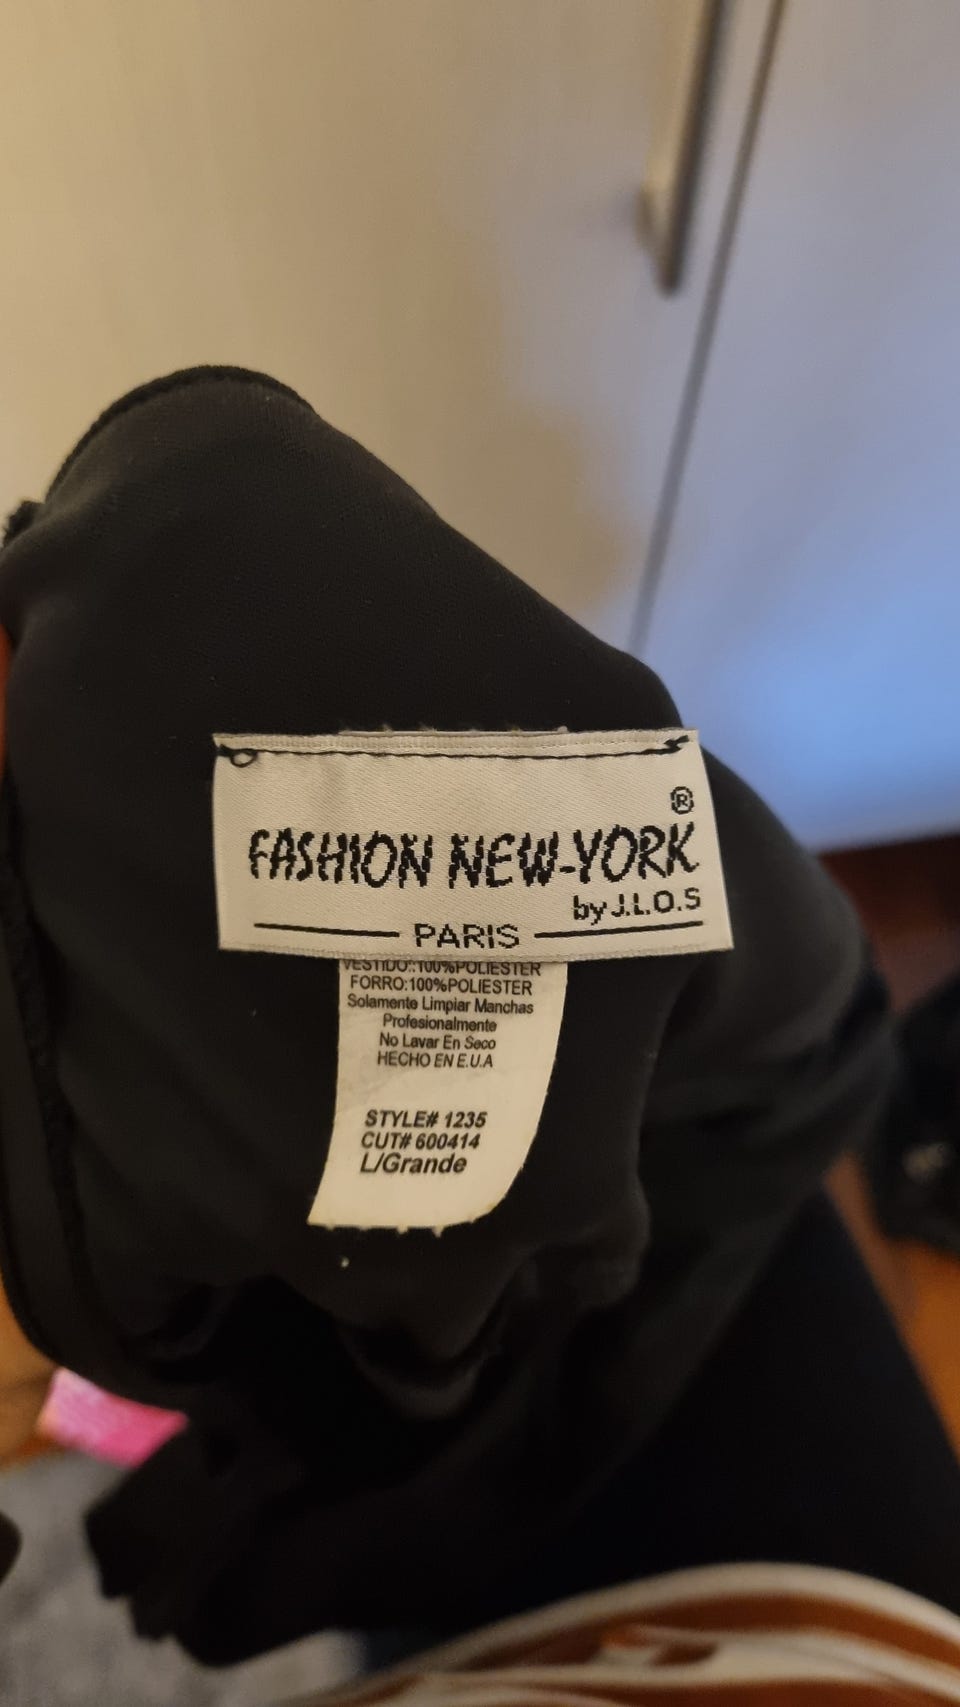 ®
FASHION NEW-YORK
by J.L.O.S
PARIS
VESTIDO:.100%POLIESTER
FORRO:100%POLIESTER
Solamente Limpiar Manchas
Profesionalmente
No Lavar En Seco
HECHO EN E.U.A
STYLE# 1235
CUT# 600414
L/Grande